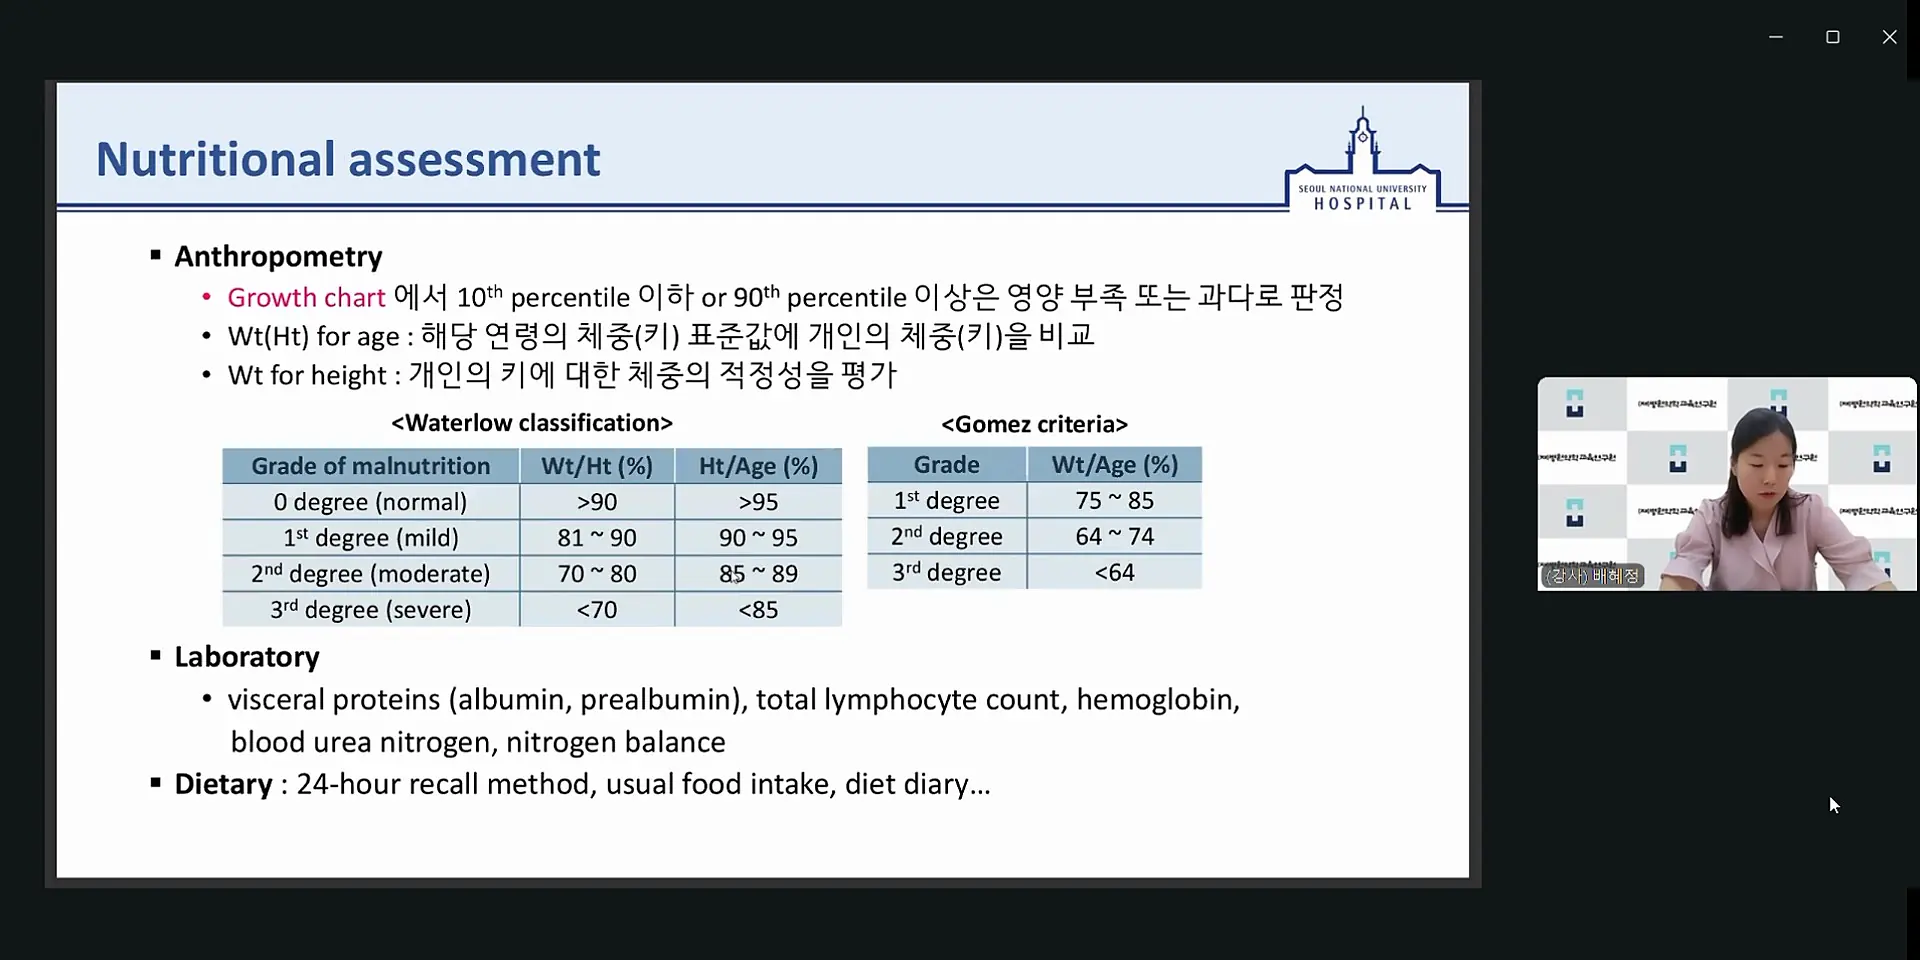 Nutritional assessment
SEOUL NATIONAL UNIVERSITY
HOSPITAL
▪ Anthropometry
• Growth chart 에서 10th percentile 이하 or 90th percentile 이상은 영양 부족 또는 과다로 판정
• Wt(Ht) for age : 해당 연령의 체중(키) 표준값에 개인의 체중(키)을 비교
• Wt for height : 개인의 키에 대한 체중의 적정성을 평가
<Waterlow classification>
Grade of malnutrition Wt/Ht (%) Ht/Age (%)
0 degree (normal) >90 >95
1st degree (mild) 81 ~ 90 90 ~ 95
2nd degree (moderate) 70 ~ 80 85 ~ 89
3rd degree (severe) <70 <85
<Gomez criteria>
Grade Wt/Age (%)
1st degree 75 ~ 85
2nd degree 64 ~ 74
3rd degree <64
▪ Laboratory
• visceral proteins (albumin, prealbumin), total lymphocyte count, hemoglobin,
blood urea nitrogen, nitrogen balance
▪ Dietary : 24-hour recall method, usual food intake, diet diary...
(강사) 배혜정